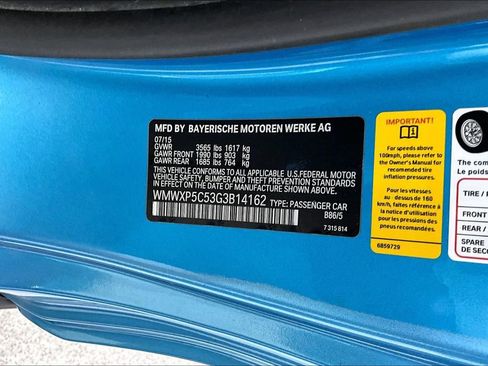 MFD BY BAYERISCHE MOTOREN WERKE AG
07/15
GVWR 3565 lbs 1617 kg
GAWR FRONT 1990 lbs 903 kg
GAWR REAR 1685 lbs 764 kg
THIS VEHICLE CONFORMS TO ALL APPLICABLE U.S.FEDERAL MOTOR
VEHICLE SAFETY, BUMPER, AND THEFT PREVENTION STANDARDS
IN EFFECT ON THE DATE OF MANUFACTURE SHOWN ABOVE.
WMWXP5C53G3B14162 TYPE: PASSENGER CAR
B86/5
7 315 814
IMPORTANT!
For speeds above
100mph, please refer to
the Owner's Manual for
recommended tire
inflation pressures.
Pour les vitesses
au - dessus de 160
km/h, faites référence à
la notice d'utilisation
pour les pressions des
pneus recomandées.
6859729
The com
Le poids
TIRE / P
FRONT
REAR /
SPARE
DE SECO